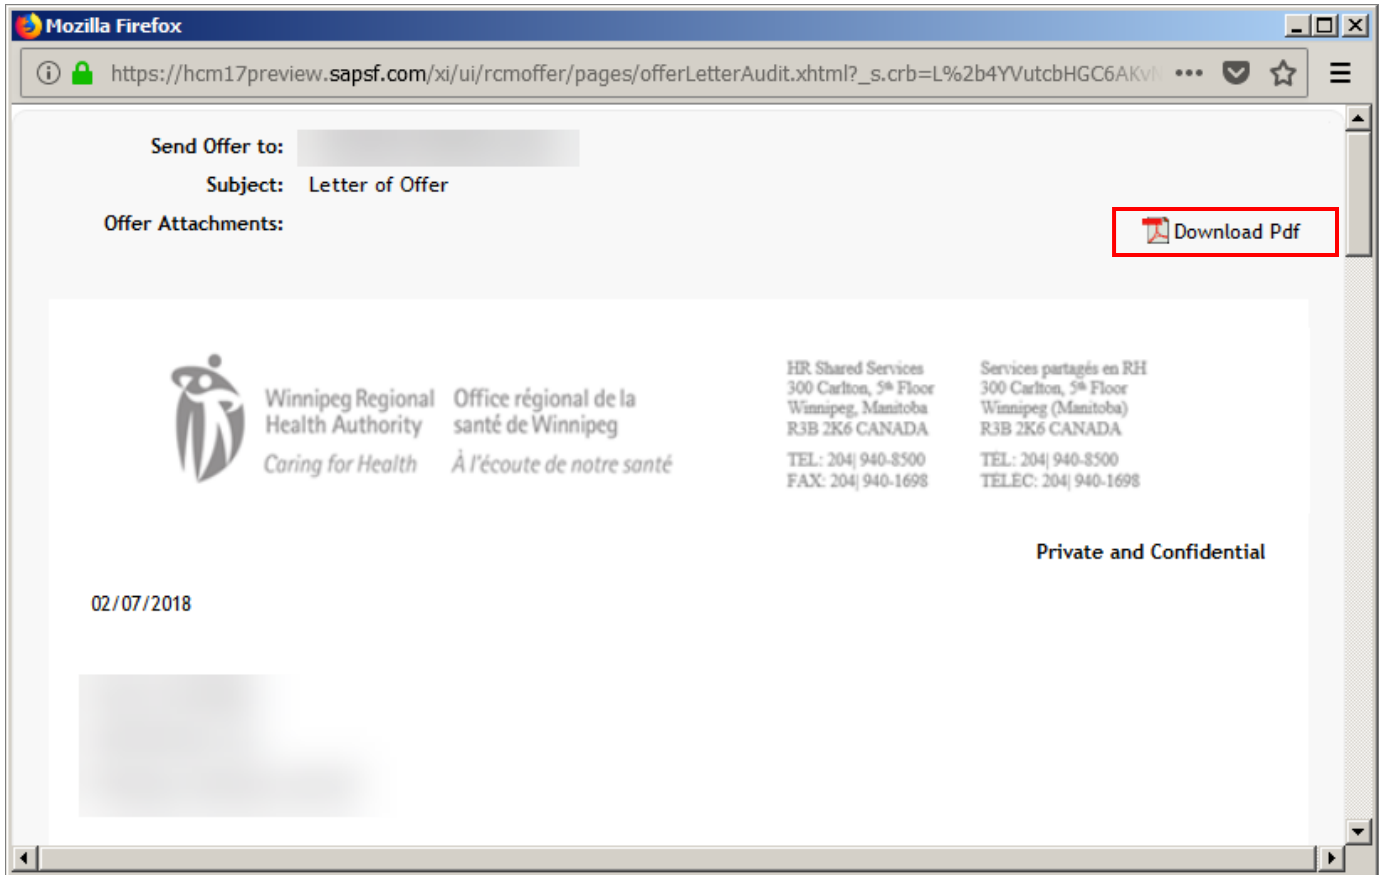 Mozilla Firefox
https://hcm17preview.sapsf.com/xi/ui/rcmoffer/pages/offerLetterAudit.xhtml?_s.crb=L%2b4YVutcbHGC6AKv
Send Offer to:
Subject: Letter of Offer
Offer Attachments:
Download Pdf
Winnipeg Regional
Health Authority
Caring for Health
Office régional de la
santé de Winnipeg
À l'écoute de notre santé
HR Shared Services
300 Carlton, 5th Floor
Winnipeg, Manitoba
R3B 2K6 CANADA
TEL: 204| 940-8500
FAX: 204| 940-1698
Services partagés en RH
300 Carlton, 5th Floor
Winnipeg (Manitoba)
R3B 2K6 CANADA
TÉL: 204| 940-8500
TÉLÉC: 204| 940-1698
Private and Confidential
02/07/2018